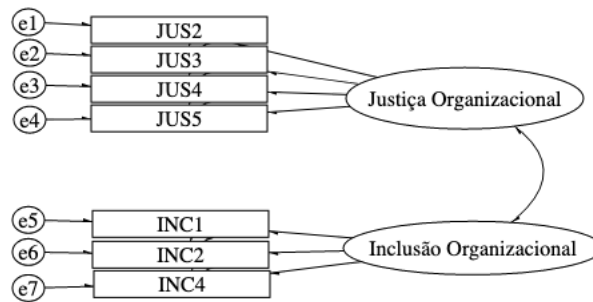 e1
JUS2
e2
JUS3
e3
JUS4
e4
JUS5
Justiça Organizacional
e5
INC1
e6
INC2
e7
INC4
Inclusão Organizacional